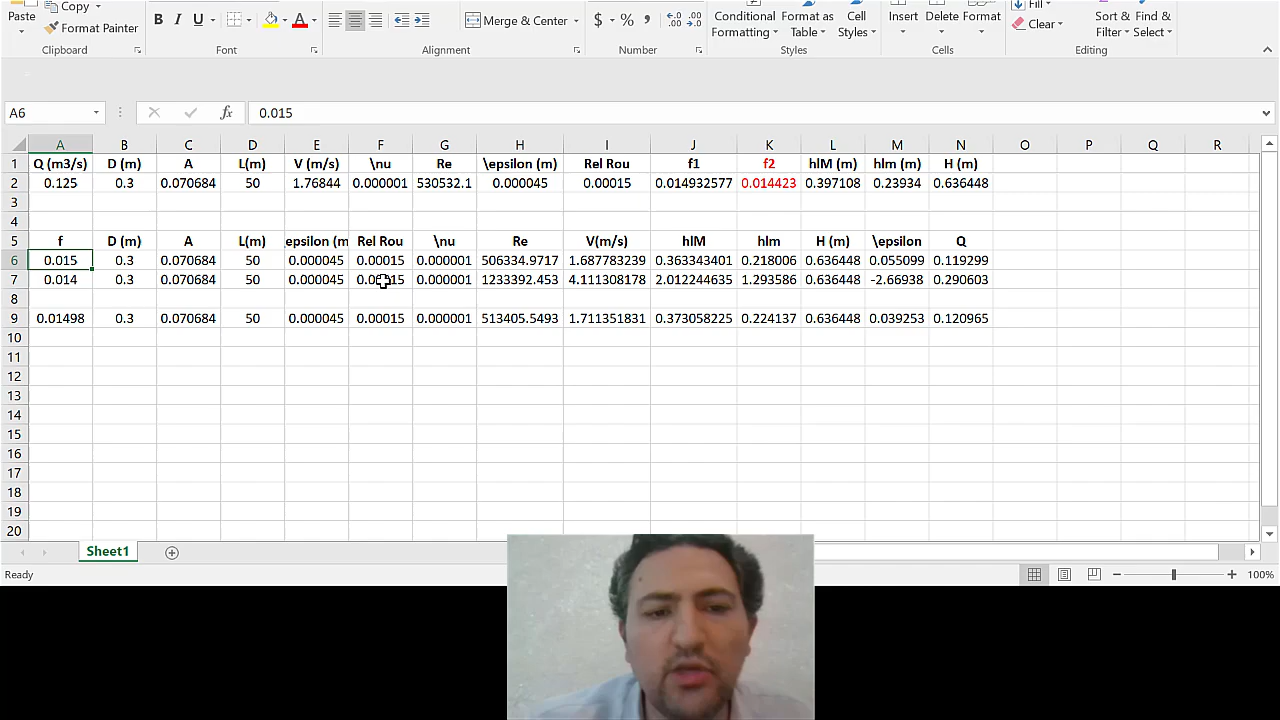 Copy
Paste
Format Painter
B I U A
Merge & Center
$ % ,
Conditional Format as Cell
Formatting Table Styles
Insert Delete Format
Fill
Clear
Sort & Find &
Filter Select
Clipboard Font Alignment Number Styles Cells Editing
A6 fx 0.015
A B C D E F G H I J K L M N O P Q R
1 Q (m3/s) D (m) A L(m) V (m/s) \nu Re \epsilon (m) Rel Rou f1 f2 hlM (m) hlm (m) H (m)
2 0.125 0.3 0.070684 50 1.76844 0.000001 530532.1 0.000045 0.00015 0.014932577 0.014423 0.397108 0.23934 0.636448
3
4
5 f D (m) A L(m) epsilon (m Rel Rou \nu Re V(m/s) hlM hlm H (m) \epsilon Q
6 0.015 0.3 0.070684 50 0.000045 0.00015 0.000001 506334.9717 1.687783239 0.363343401 0.218006 0.636448 0.055099 0.119299
7 0.014 0.3 0.070684 50 0.000045 0.00015 0.000001 1233392.453 4.111308178 2.012244635 1.293586 0.636448 -2.66938 0.290603
8
9 0.01498 0.3 0.070684 50 0.000045 0.00015 0.000001 513405.5493 1.711351831 0.373058225 0.224137 0.636448 0.039253 0.120965
10
11
12
13
14
15
16
17
18
19
20
Sheet1
Ready 100%